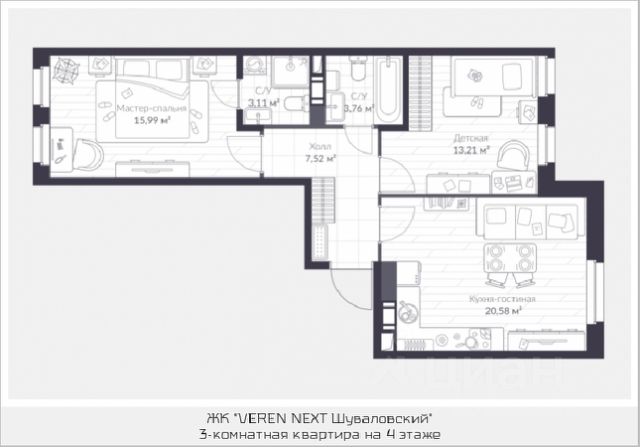 С/У
3,11 м²
С/У
3,76 м²
Мастер-спальня
15,99 м²
Холл
7,52 м²
Детская
13,21 м²
Кухня-гостиная
20,58 м²
циан
ЖК "VEREN NEXT Шуваловский"
3-комнатная квартира на 4 этаже